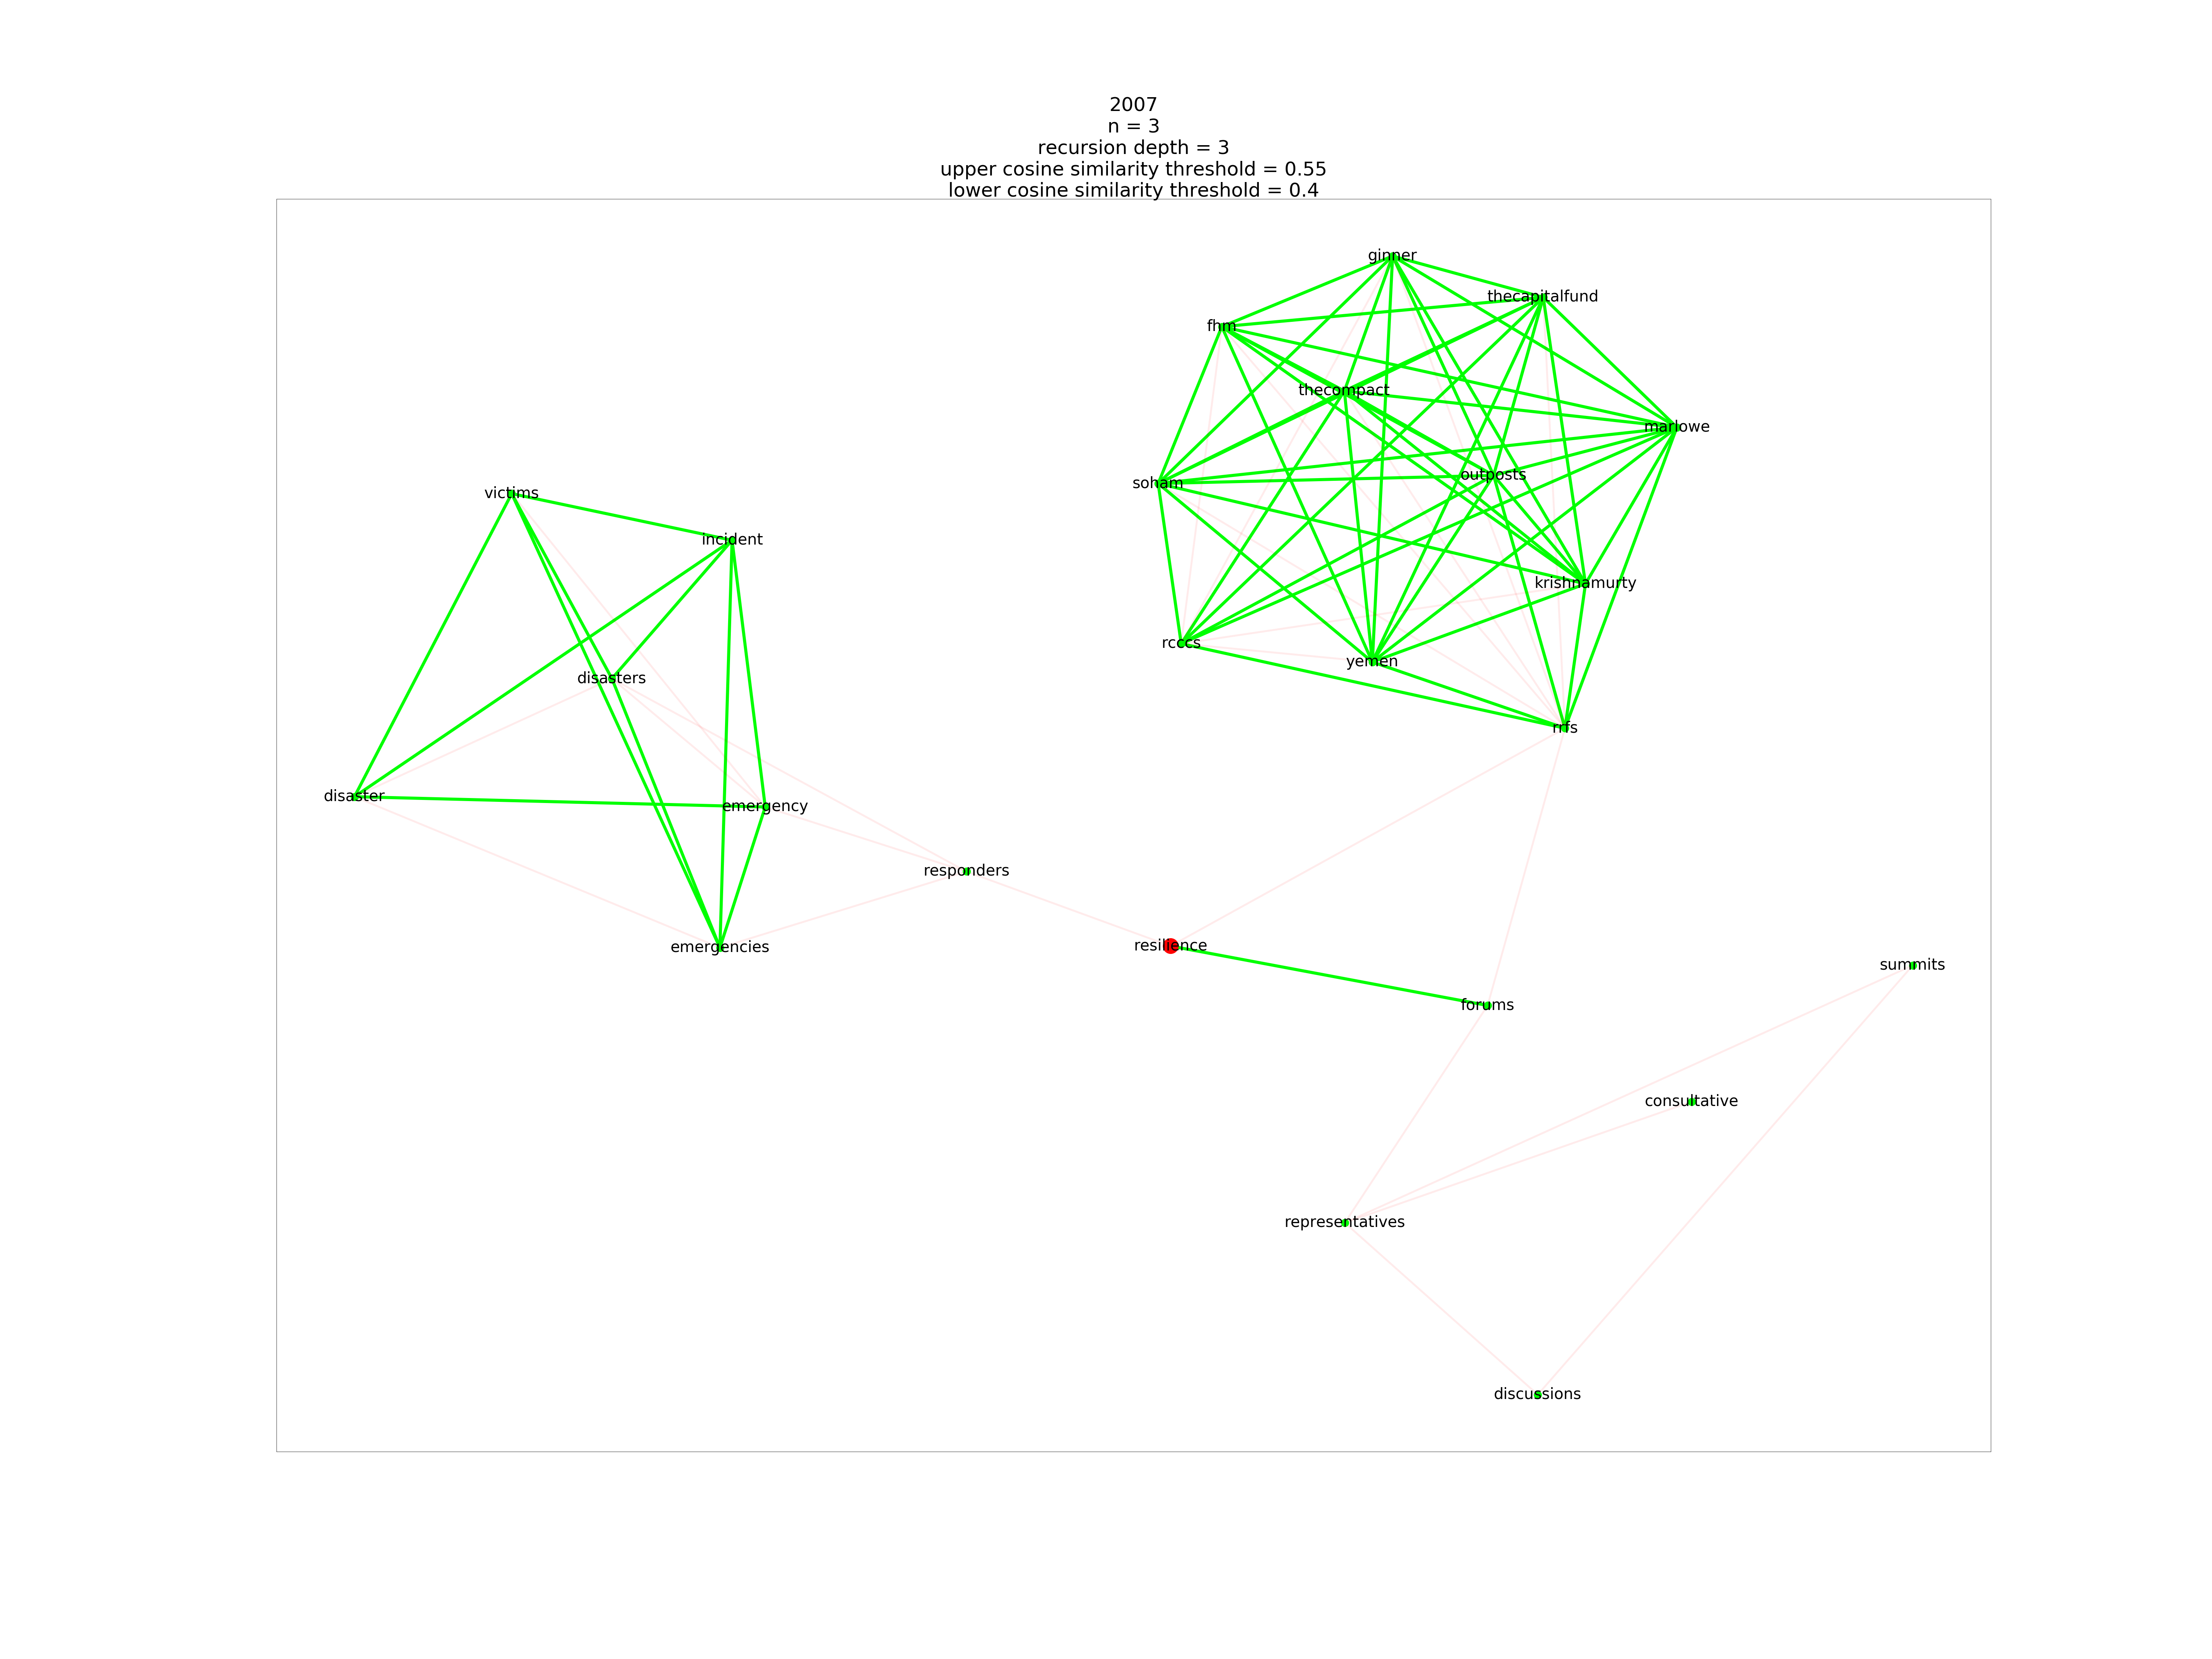 2007
n = 3
recursion depth = 3
upper cosine similarity threshold = 0.55
lower cosine similarity threshold = 0.4
ginner
thecapitalfund
fhm
thecompact
marlowe
outposts
soham
victims
incident
krishnamurty
rcccs
yemen
disasters
rrfs
disaster
emergency
responders
resilience
emergencies
summits
forums
consultative
representatives
discussions